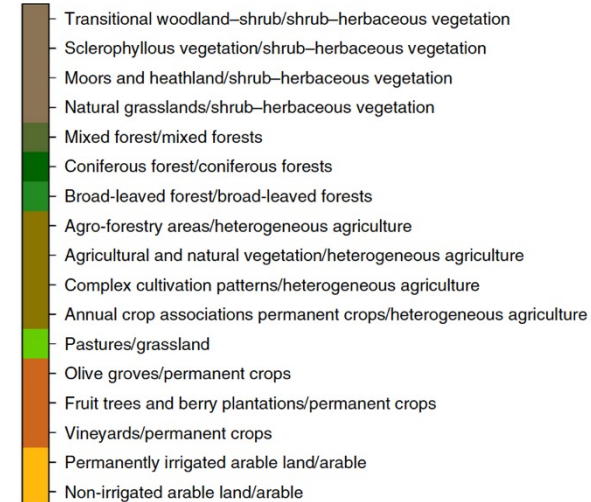 Transitional woodland–shrub/shrub–herbaceous vegetation
Sclerophyllous vegetation/shrub–herbaceous vegetation
Moors and heathland/shrub–herbaceous vegetation
Natural grasslands/shrub–herbaceous vegetation
Mixed forest/mixed forests
Coniferous forest/coniferous forests
Broad-leaved forest/broad-leaved forests
Agro-forestry areas/heterogeneous agriculture
Agricultural and natural vegetation/heterogeneous agriculture
Complex cultivation patterns/heterogeneous agriculture
Annual crop associations permanent crops/heterogeneous agriculture
Pastures/grassland
Olive groves/permanent crops
Fruit trees and berry plantations/permanent crops
Vineyards/permanent crops
Permanently irrigated arable land/arable
Non-irrigated arable land/arable